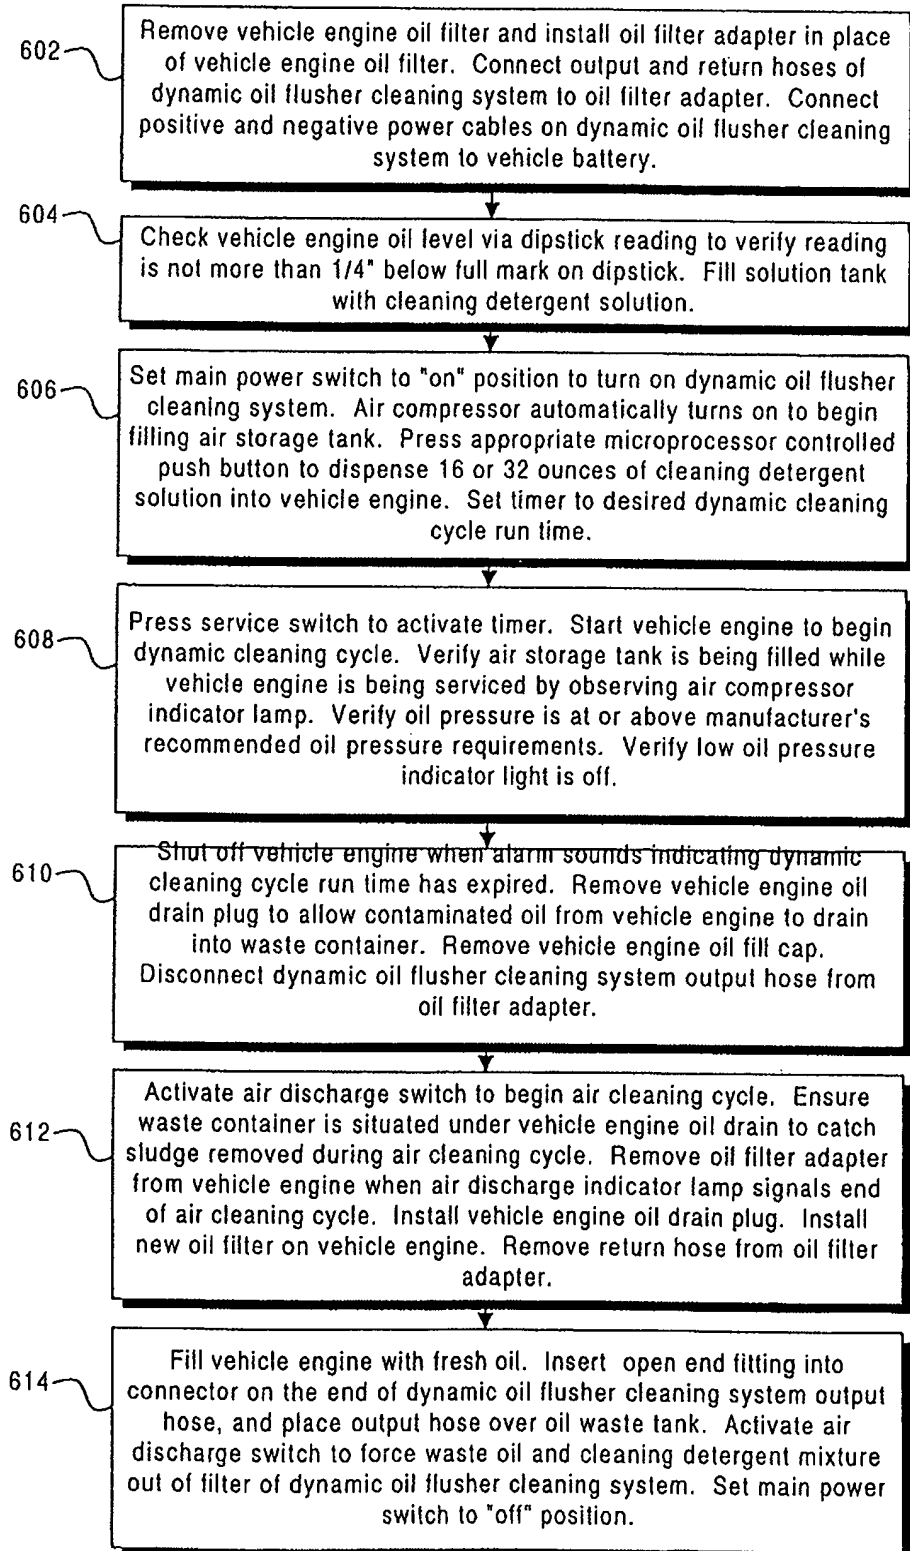 602
Remove vehicle engine oil filter and install oil filter adapter in place
of vehicle engine oil filter. Connect output and return hoses of
dynamic oil flusher cleaning system to oil filter adapter. Connect
positive and negative power cables on dynamic oil flusher cleaning
system to vehicle battery.
604
Check vehicle engine oil level via dipstick reading to verify reading
is not more than 1/4" below full mark on dipstick. Fill solution tank
with cleaning detergent solution.
606
Set main power switch to "on" position to turn on dynamic oil flusher
cleaning system. Air compressor automatically turns on to begin
filling air storage tank. Press appropriate microprocessor controlled
push button to dispense 16 or 32 ounces of cleaning detergent
solution into vehicle engine. Set timer to desired dynamic cleaning
cycle run time.
608
Press service switch to activate timer. Start vehicle engine to begin
dynamic cleaning cycle. Verify air storage tank is being filled while
vehicle engine is being serviced by observing air compressor
indicator lamp. Verify oil pressure is at or above manufacturer's
recommended oil pressure requirements. Verify low oil pressure
indicator light is off.
610
Shut off vehicle engine when alarm sounds indicating dynamic
cleaning cycle run time has expired. Remove vehicle engine oil
drain plug to allow contaminated oil from vehicle engine to drain
into waste container. Remove vehicle engine oil fill cap.
Disconnect dynamic oil flusher cleaning system output hose from
oil filter adapter.
612
Activate air discharge switch to begin air cleaning cycle. Ensure
waste container is situated under vehicle engine oil drain to catch
sludge removed during air cleaning cycle. Remove oil filter adapter
from vehicle engine when air discharge indicator lamp signals end
of air cleaning cycle. Install vehicle engine oil drain plug. Install
new oil filter on vehicle engine. Remove return hose from oil filter
adapter.
614
Fill vehicle engine with fresh oil. Insert open end fitting into
connector on the end of dynamic oil flusher cleaning system output
hose, and place output hose over oil waste tank. Activate air
discharge switch to force waste oil and cleaning detergent mixture
out of filter of dynamic oil flusher cleaning system. Set main power
switch to "off" position.